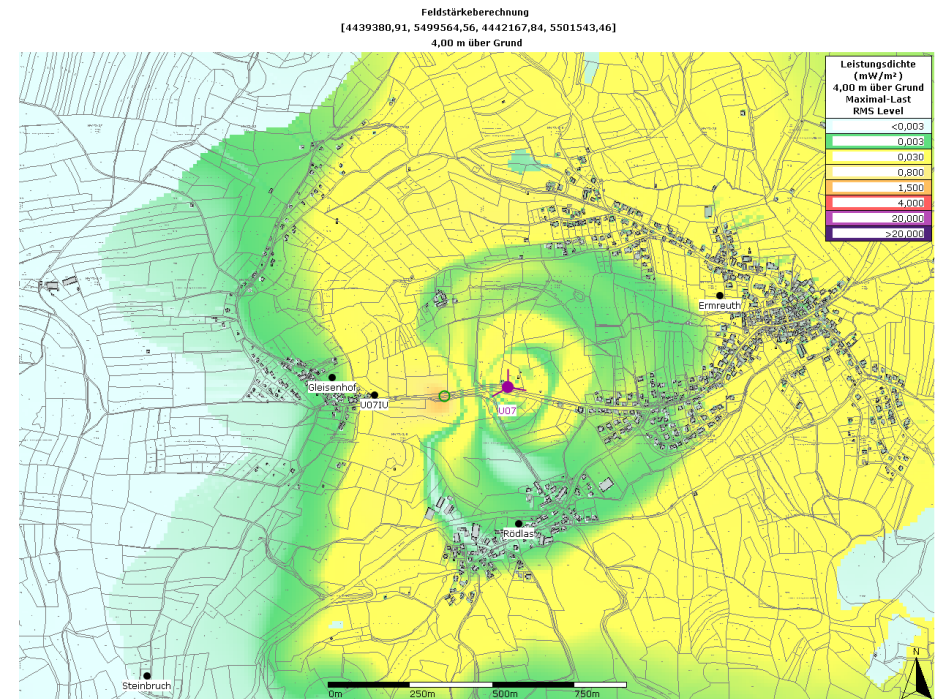 Feldstärkeberechnung
[4439380,91, 5499564,56, 4442167,84, 5501543,46]
4,00 m über Grund
Leistungsdichte
(mW/m²)
4,00 m über Grund
Maximal-Last
RMS Level
<0,003
0,003
0,030
0,800
1,500
4,000
20,000
>20,000
Ermreuth
Gleisenhof
U07IU
U07
Rödlas
Steinbruch
N
0m
250m
500m
750m